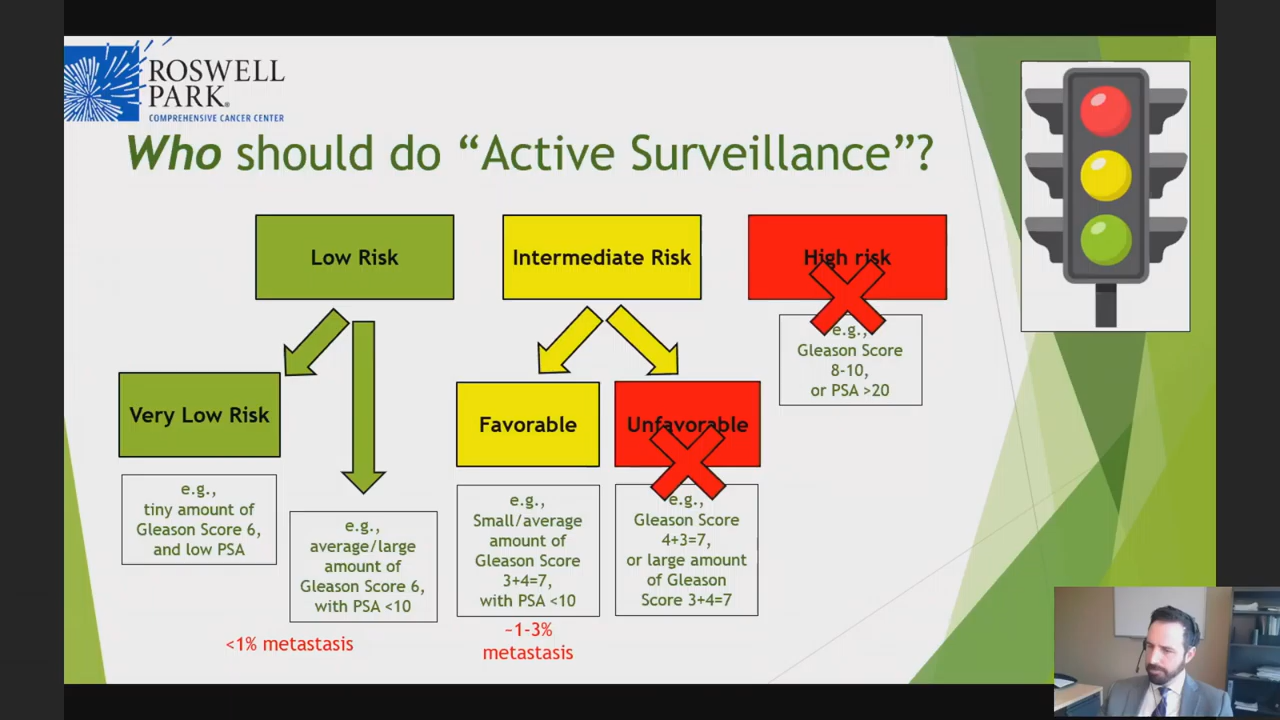 ROSWELL
PARK®
COMPREHENSIVE CANCER CENTER
Who should do “Active Surveillance”?
Low Risk
Intermediate Risk
High risk
e.g.,
Gleason Score
8-10,
or PSA >20
Very Low Risk
Favorable
Unfavorable
e.g.,
tiny amount of
Gleason Score 6,
and low PSA
e.g.,
average/large
amount of
Gleason Score 6,
with PSA <10
e.g.,
Small/average
amount of
Gleason Score
3+4=7,
with PSA <10
e.g.,
Gleason Score
4+3=7,
or large amount
of Gleason
Score 3+4=7
<1% metastasis
~1-3%
metastasis